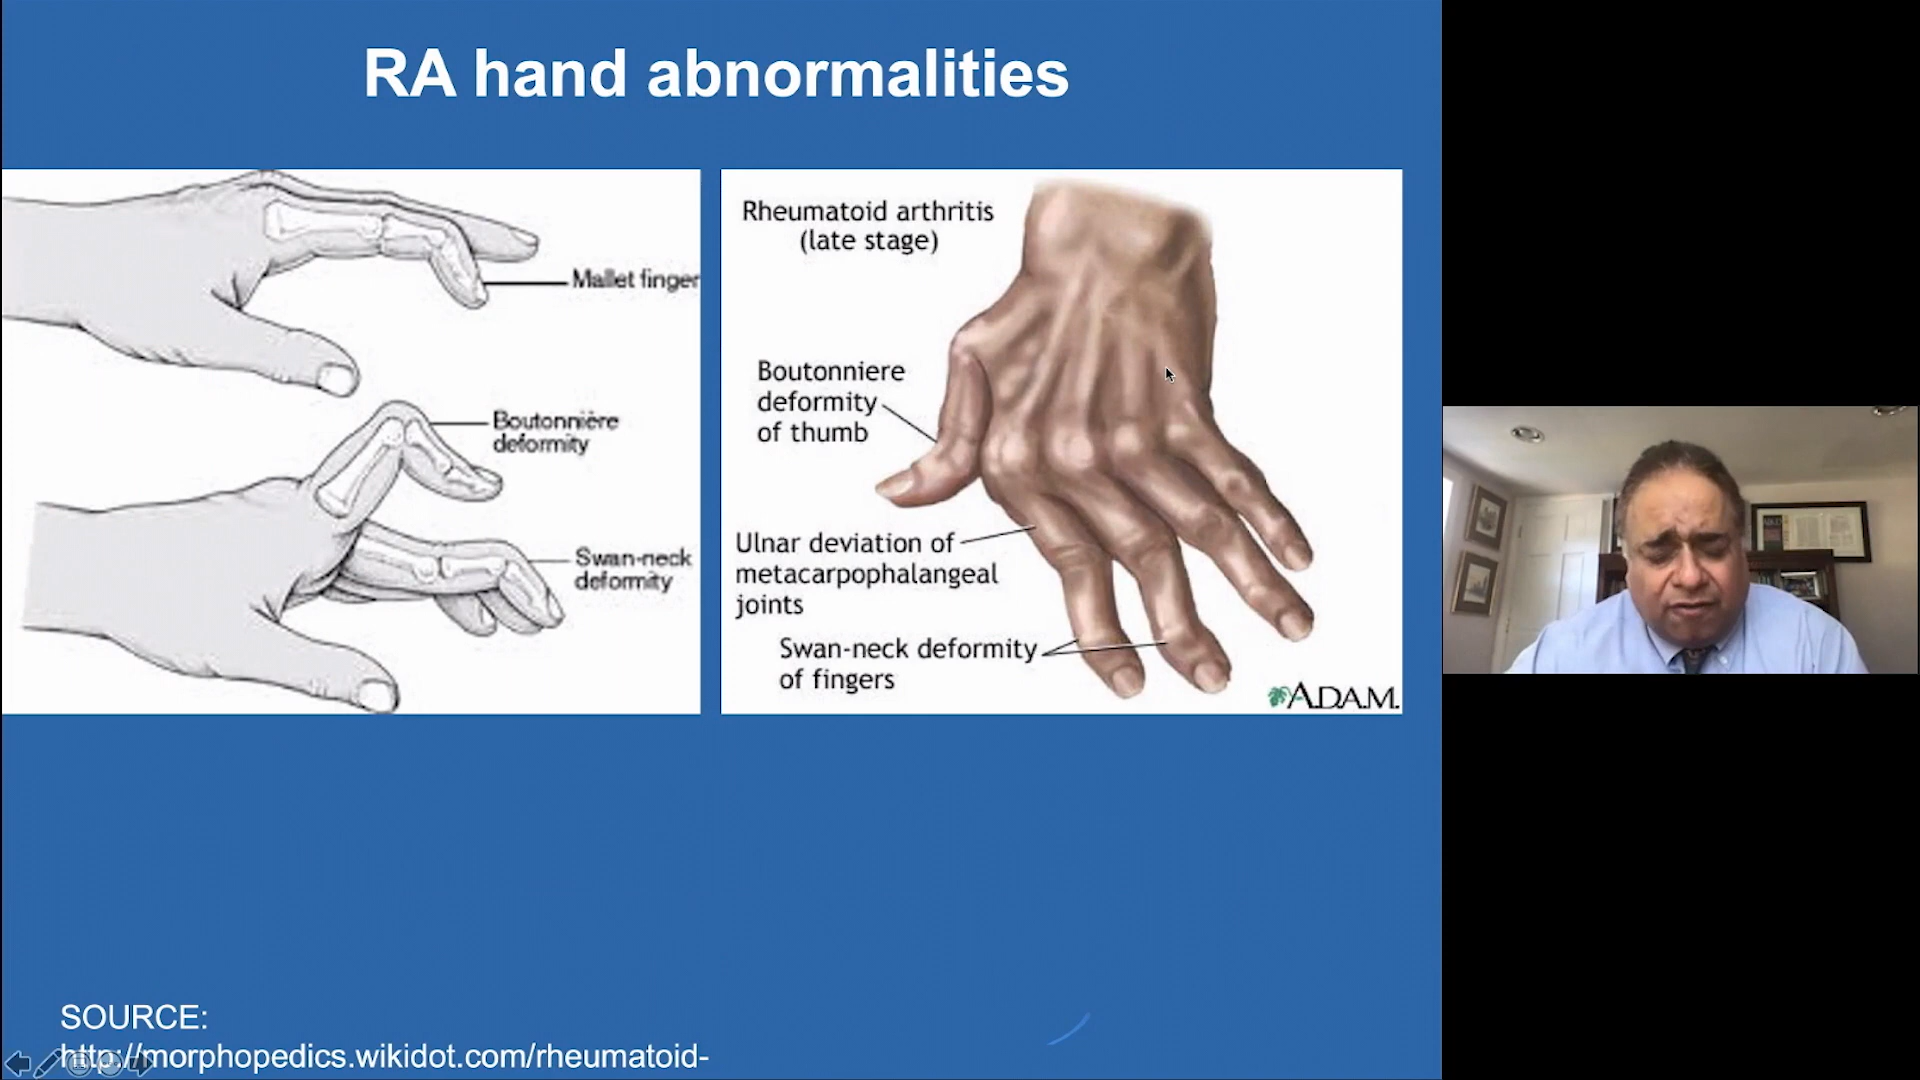 RA hand abnormalities
Mallet finger
Boutonnière
deformity
Swan-neck
deformity
Rheumatoid arthritis
(late stage)
Boutonniere
deformity
of thumb
Ulnar deviation of
metacarpophalangeal
joints
Swan-neck deformity
of fingers
A.D.A.M.
SOURCE:
http://morphopedics.wikidot.com/rheumatoid-